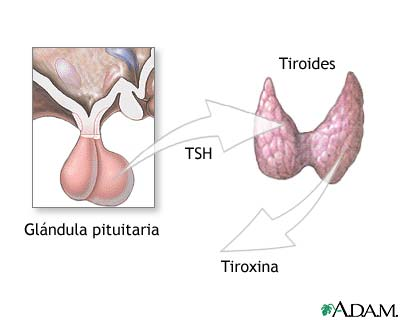 Tiroides
TSH
Glándula pituitaria
Tiroxina
A.D.A.M.